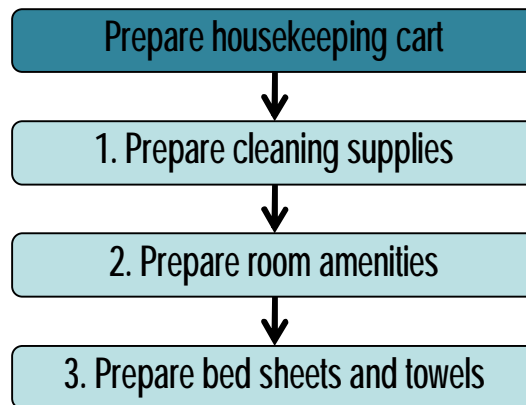 Prepare housekeeping cart
1. Prepare cleaning supplies
2. Prepare room amenities
3. Prepare bed sheets and towels